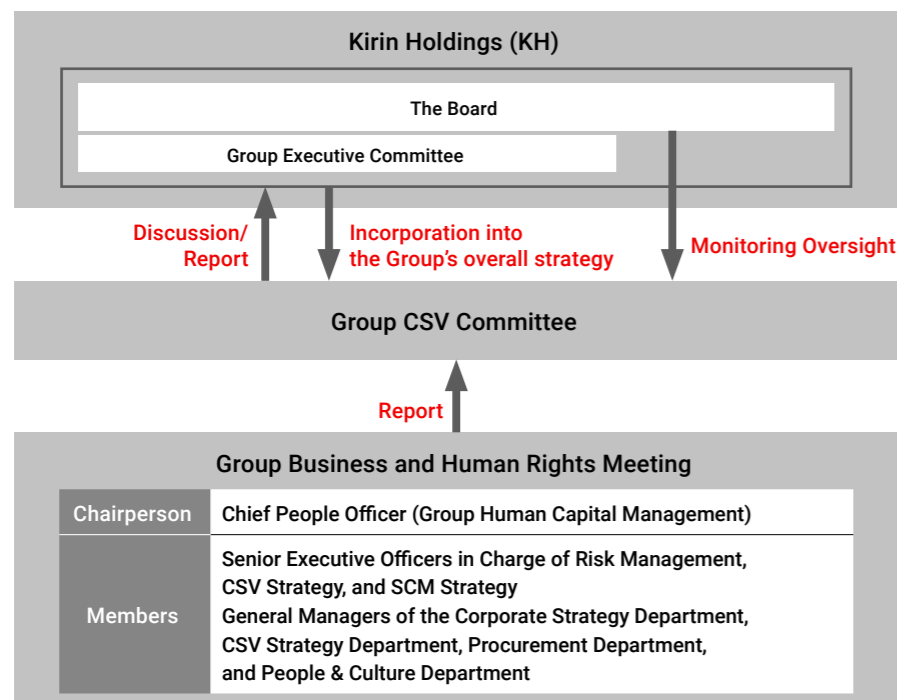 Kirin Holdings (KH)
The Board
Group Executive Committee
Discussion/
Report
Incorporation into
the Group's overall strategy
Monitoring Oversight
Group CSV Committee
Report
Group Business and Human Rights Meeting
Chairperson
Chief People Officer (Group Human Capital Management)
Members
Senior Executive Officers in Charge of Risk Management,
CSV Strategy, and SCM Strategy
General Managers of the Corporate Strategy Department,
CSV Strategy Department, Procurement Department,
and People & Culture Department